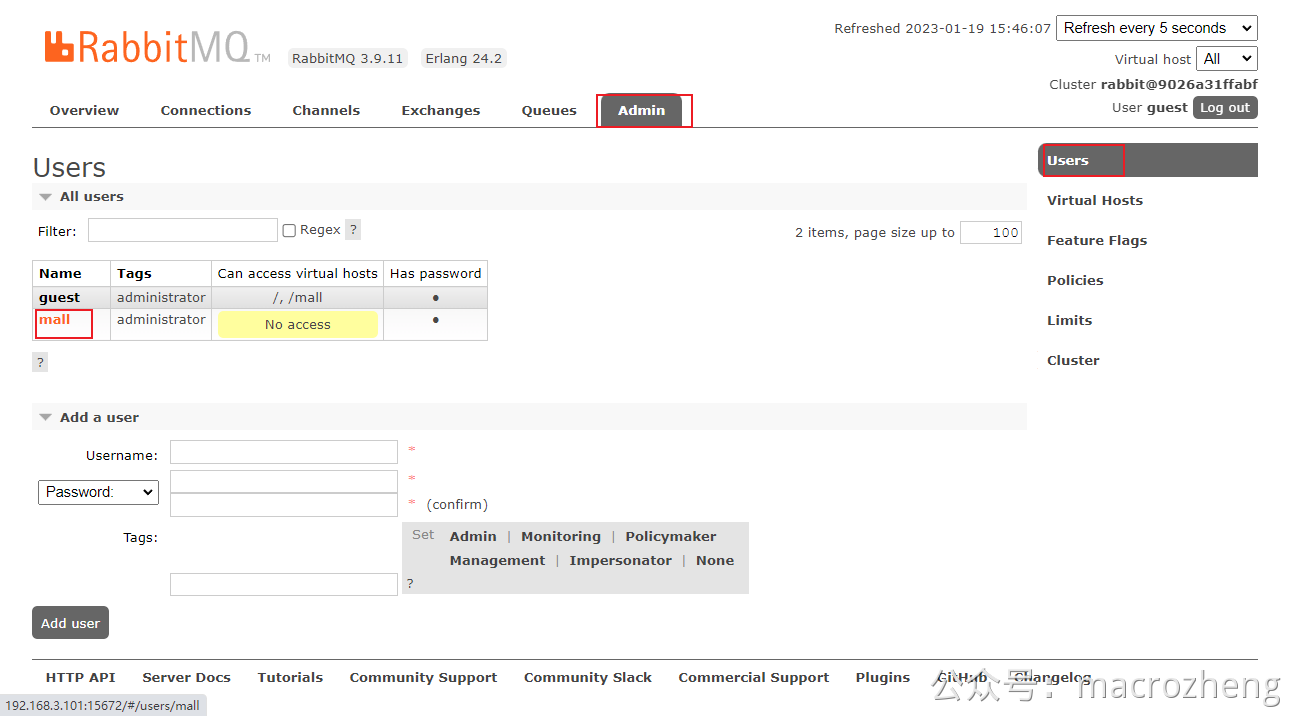 RabbitMQ TM RabbitMQ 3.9.11 Erlang 24.2
Refreshed 2023-01-19 15:46:07 Refresh every 5 seconds
Virtual host All
Cluster rabbit@9026a31ffabf
User guest Log out
Overview Connections Channels Exchanges Queues Admin
Users
All users
Filter: Regex ?
2 items, page size up to 100
Name Tags Can access virtual hosts Has password
guest administrator /, /mall ●
mall administrator No access ●
?
Add a user
Username: *
Password: *
* (confirm)
Tags:
Set Admin | Monitoring | Policymaker
Management | Impersonator | None
?
Add user
Users
Virtual Hosts
Feature Flags
Policies
Limits
Cluster
HTTP API Server Docs Tutorials Community Support Community Slack Commercial Support Plugins GitHub Changelog
公众号：macrozheng
192.168.3.101:15672/#/users/mall